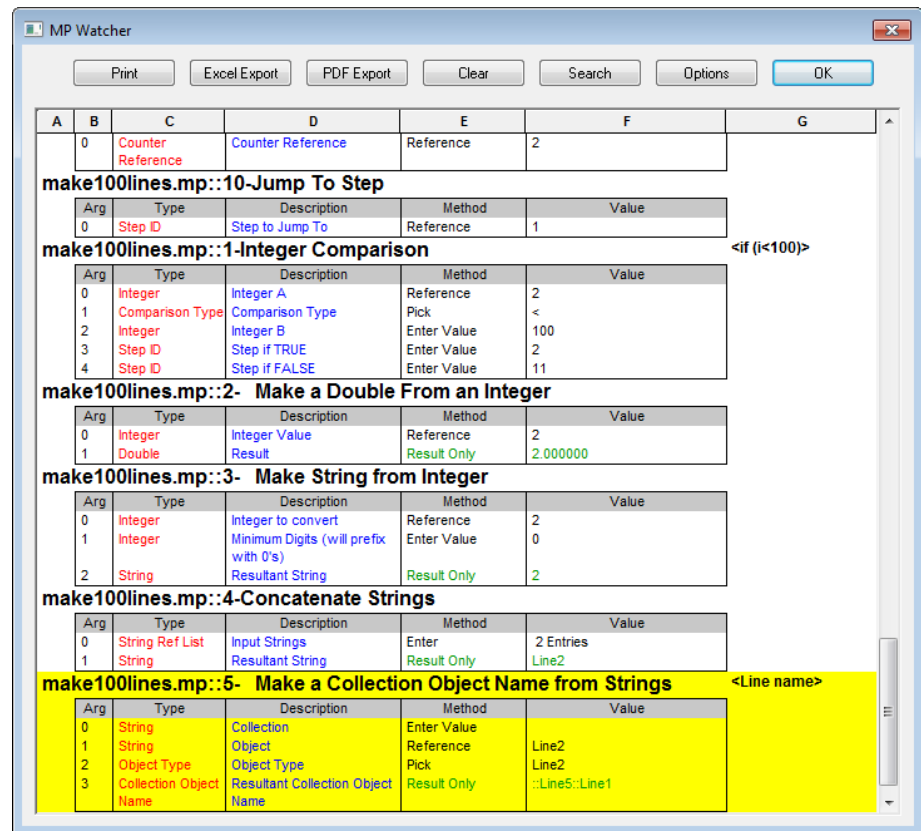 MP Watcher
Print Excel Export PDF Export Clear Search Options OK
A B C D E F G
0 Counter Reference Counter Reference Reference 2
make100lines.mp::10-Jump To Step
Arg Type Description Method Value
0 Step ID Step to Jump To Reference 1
make100lines.mp::1-Integer Comparison <if (i<100)>
Arg Type Description Method Value
0 Integer Integer A Reference 2
1 Comparison Type Comparison Type Pick <
2 Integer Integer B Enter Value 100
3 Step ID Step if TRUE Enter Value 2
4 Step ID Step if FALSE Enter Value 11
make100lines.mp::2- Make a Double From an Integer
Arg Type Description Method Value
0 Integer Integer Value Reference 2
1 Double Result Result Only 2.000000
make100lines.mp::3- Make String from Integer
Arg Type Description Method Value
0 Integer Integer to convert Reference 2
1 Integer Minimum Digits (will prefix with 0's) Enter Value 0
2 String Resultant String Result Only 2
make100lines.mp::4-Concatenate Strings
Arg Type Description Method Value
0 String Ref List Input Strings Enter 2 Entries
1 String Resultant String Result Only Line2
make100lines.mp::5- Make a Collection Object Name from Strings <Line name>
Arg Type Description Method Value
0 String Collection Enter Value
1 String Object Reference Line2
2 Object Type Object Type Pick Line2
3 Collection Object Name Resultant Collection Object Name Result Only ::Line5::Line1